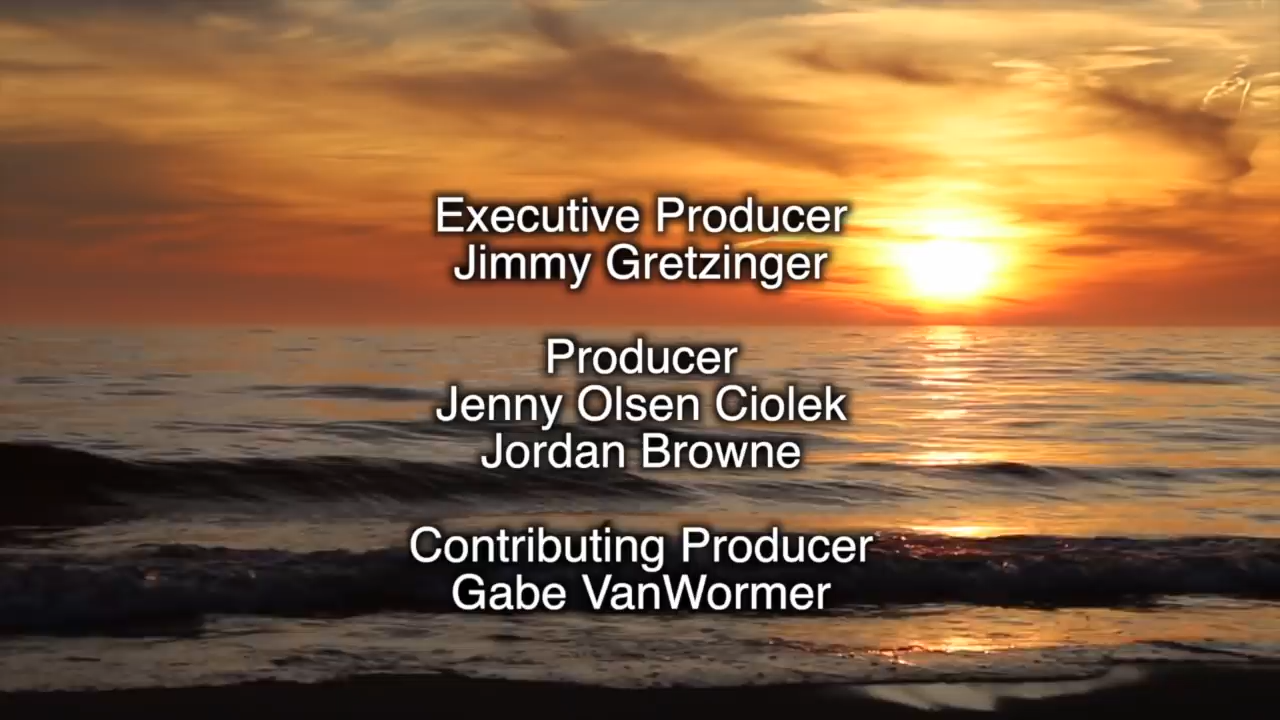 Executive Producer
Jimmy Gretzinger
Producer
Jenny Olsen Ciolek
Jordan Browne
Contributing Producer
Gabe VanWormer